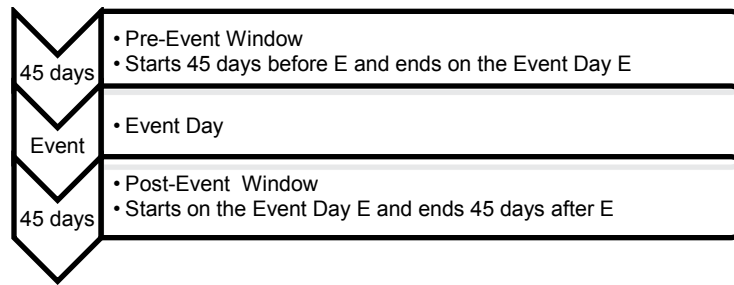 45 days
• Pre-Event Window
• Starts 45 days before E and ends on the Event Day E
Event
• Event Day
45 days
• Post-Event  Window
• Starts on the Event Day E and ends 45 days after E